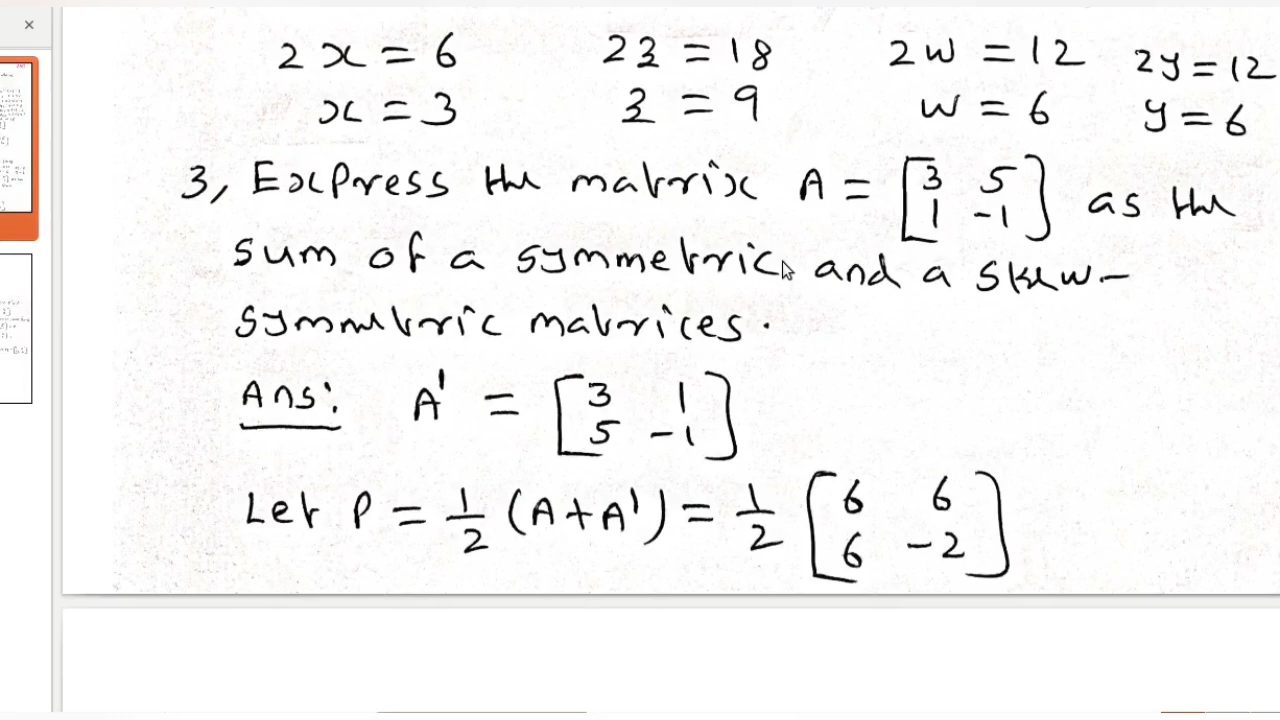 2x = 6 2z = 18 2w = 12 2y = 12
x = 3 z = 9 w = 6 y = 6
3, Express the matrix A = [3 5
1 -1] as the
sum of a symmetric and a skew-
symmetric matrices.
Ans: A' = [3 1
5 -1]
Let P = 1/2 (A+A') = 1/2 [6 6
6 -2]